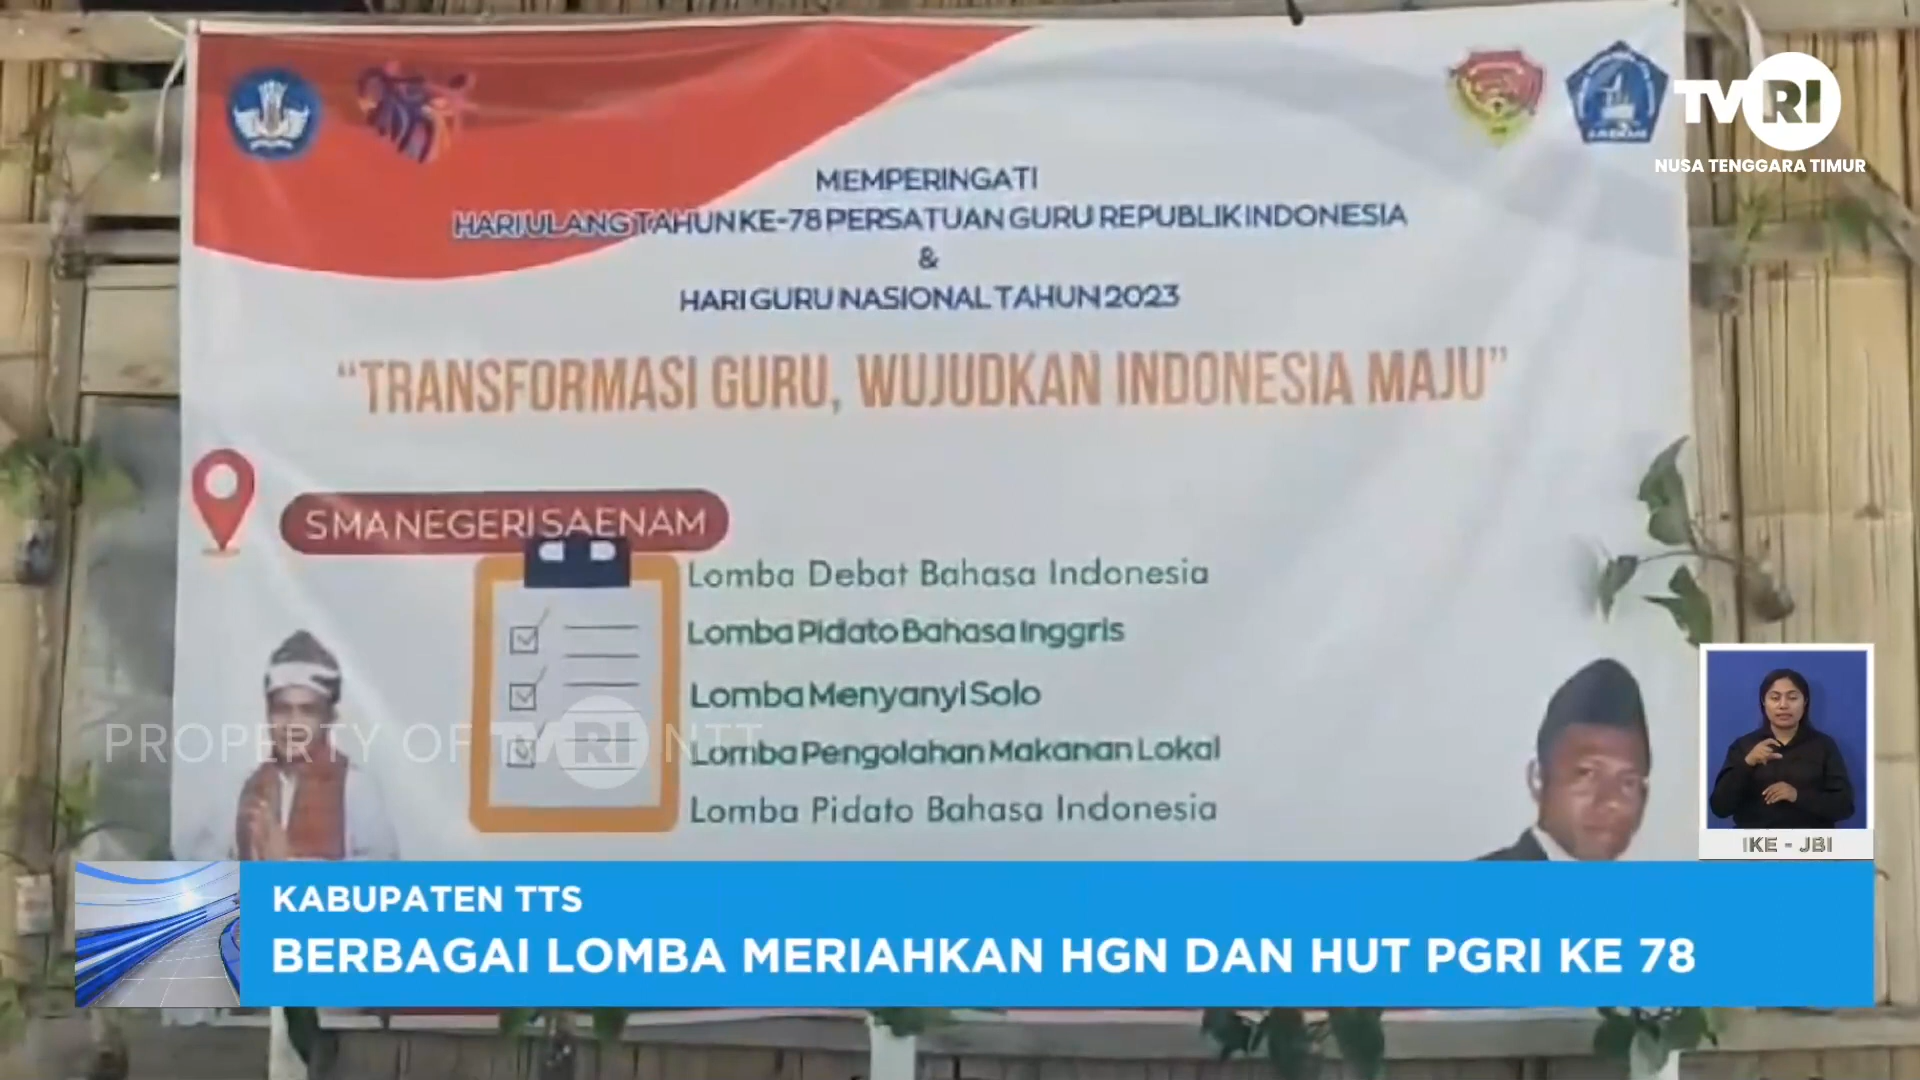 TVRI
NUSA TENGGARA TIMUR
MEMPERINGATI
HARI ULANG TAHUN KE-78 PERSATUAN GURU REPUBLIK INDONESIA
&
HARI GURU NASIONAL TAHUN 2023
“TRANSFORMASI GURU, WUJUDKAN INDONESIA MAJU”
SMA NEGERI SAENAM
Lomba Debat Bahasa Indonesia
Lomba Pidato Bahasa Inggris
Lomba Menyanyi Solo
Lomba Pengolahan Makanan Lokal
Lomba Pidato Bahasa Indonesia
PROPERTY OF TVRI NTT
IKE - JBI
KABUPATEN TTS
BERBAGAI LOMBA MERIAHKAN HGN DAN HUT PGRI KE 78